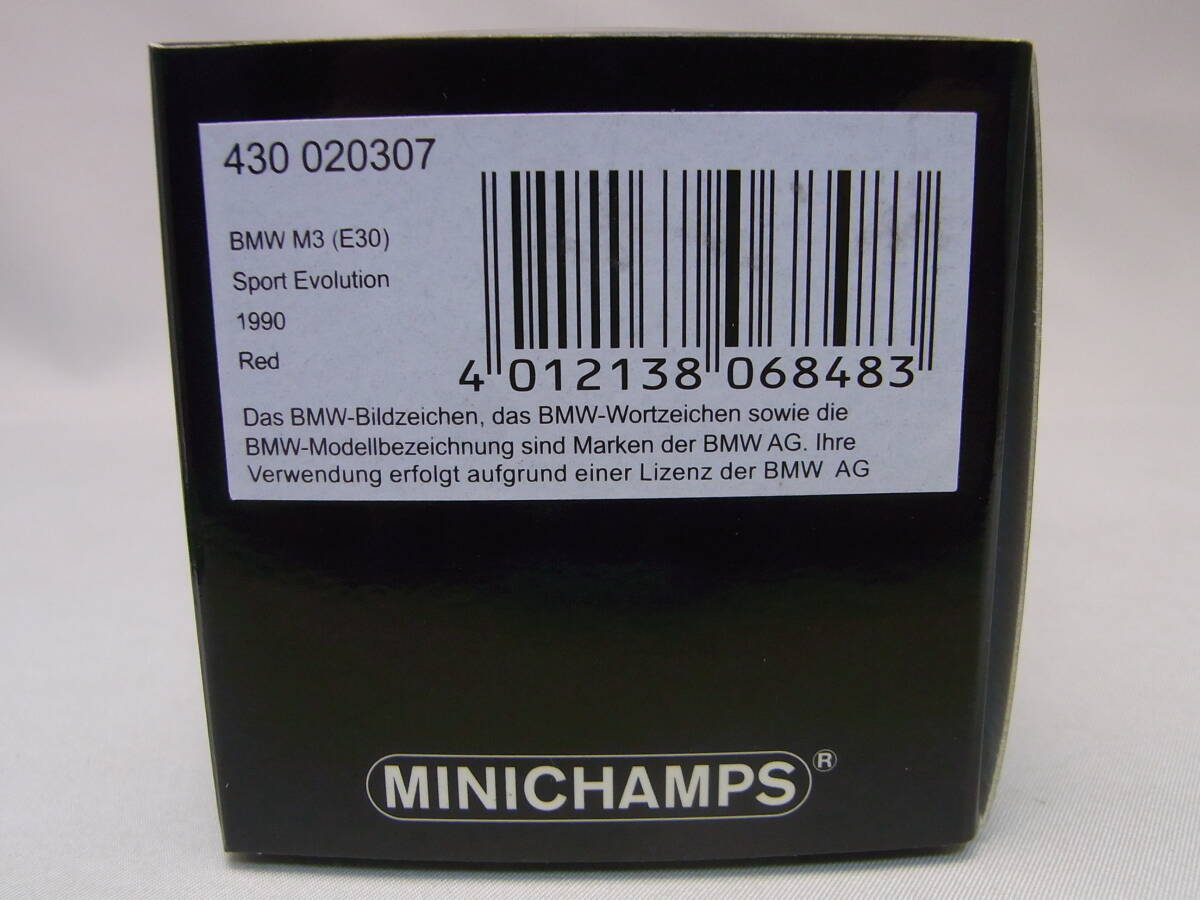 430 020307
BMW M3 (E30)
Sport Evolution
1990
Red
4 012138 068483
Das BMW-Bildzeichen, das BMW-Wortzeichen sowie die
BMW-Modellbezeichnung sind Marken der BMW AG. Ihre
Verwendung erfolgt aufgrund einer Lizenz der BMW AG
MINICHAMPS®